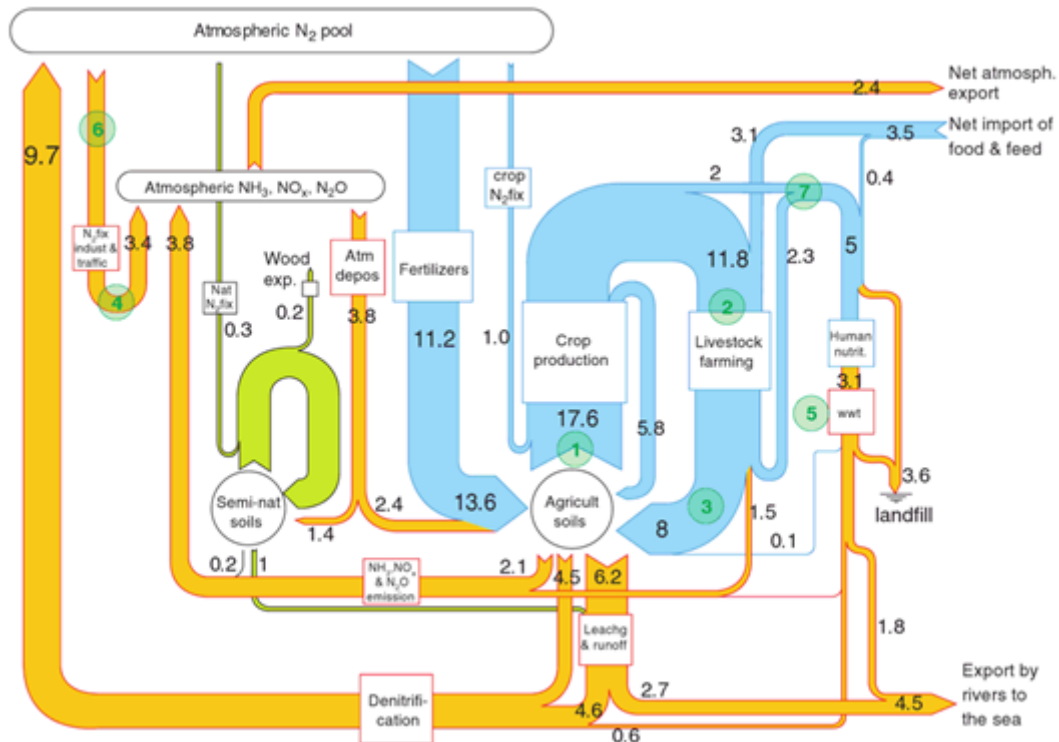 Atmospheric N₂ pool
Net atmosph.
export
2.4
6
3.1
3.5
Net import of
food & feed
9.7
Atmospheric NH₃, NOₓ, N₂O
crop
N₂fix
2
7
0.4
N₂fix
indust &
traffic
3.4
3.8
Wood
exp.
Atm
depos
Fertilizers
11.8
2.3
5
4
Nat
N₂fix
0.3
0.2
3.8
11.2
1.0
Crop
production
2
Livestock
farming
Human
nutrit.
3.1
5
wwt
17.6
5.8
1
3.6
landfill
Semi-nat
soils
2.4
13.6
Agricult
soils
3
8
1.5
0.1
1.4
0.2
1
NH₃,NOₓ
& N₂O
emission
2.1
4.5
6.2
Leachg
& runoff
1.8
Denitrifi-
cation
4.6
2.7
0.6
4.5
Export by
rivers to
the sea